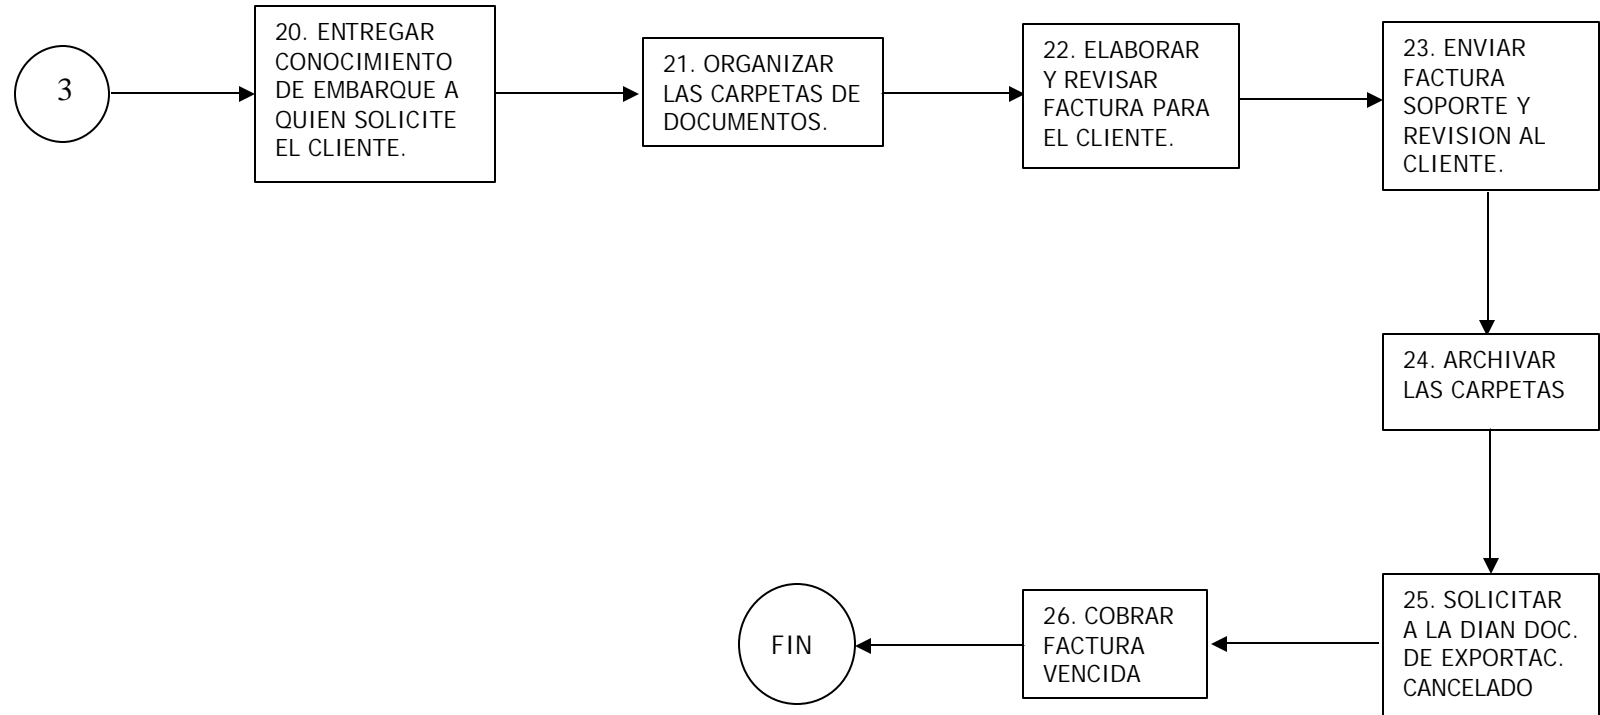 3
20. ENTREGAR
CONOCIMIENTO
DE EMBARQUE A
QUIEN SOLICITE
EL CLIENTE.
21. ORGANIZAR
LAS CARPETAS DE
DOCUMENTOS.
22. ELABORAR
Y REVISAR
FACTURA PARA
EL CLIENTE.
23. ENVIAR
FACTURA
SOPORTE Y
REVISION AL
CLIENTE.
24. ARCHIVAR
LAS CARPETAS
25. SOLICITAR
A LA DIAN DOC.
DE EXPORTAC.
CANCELADO
26. COBRAR
FACTURA
VENCIDA
FIN